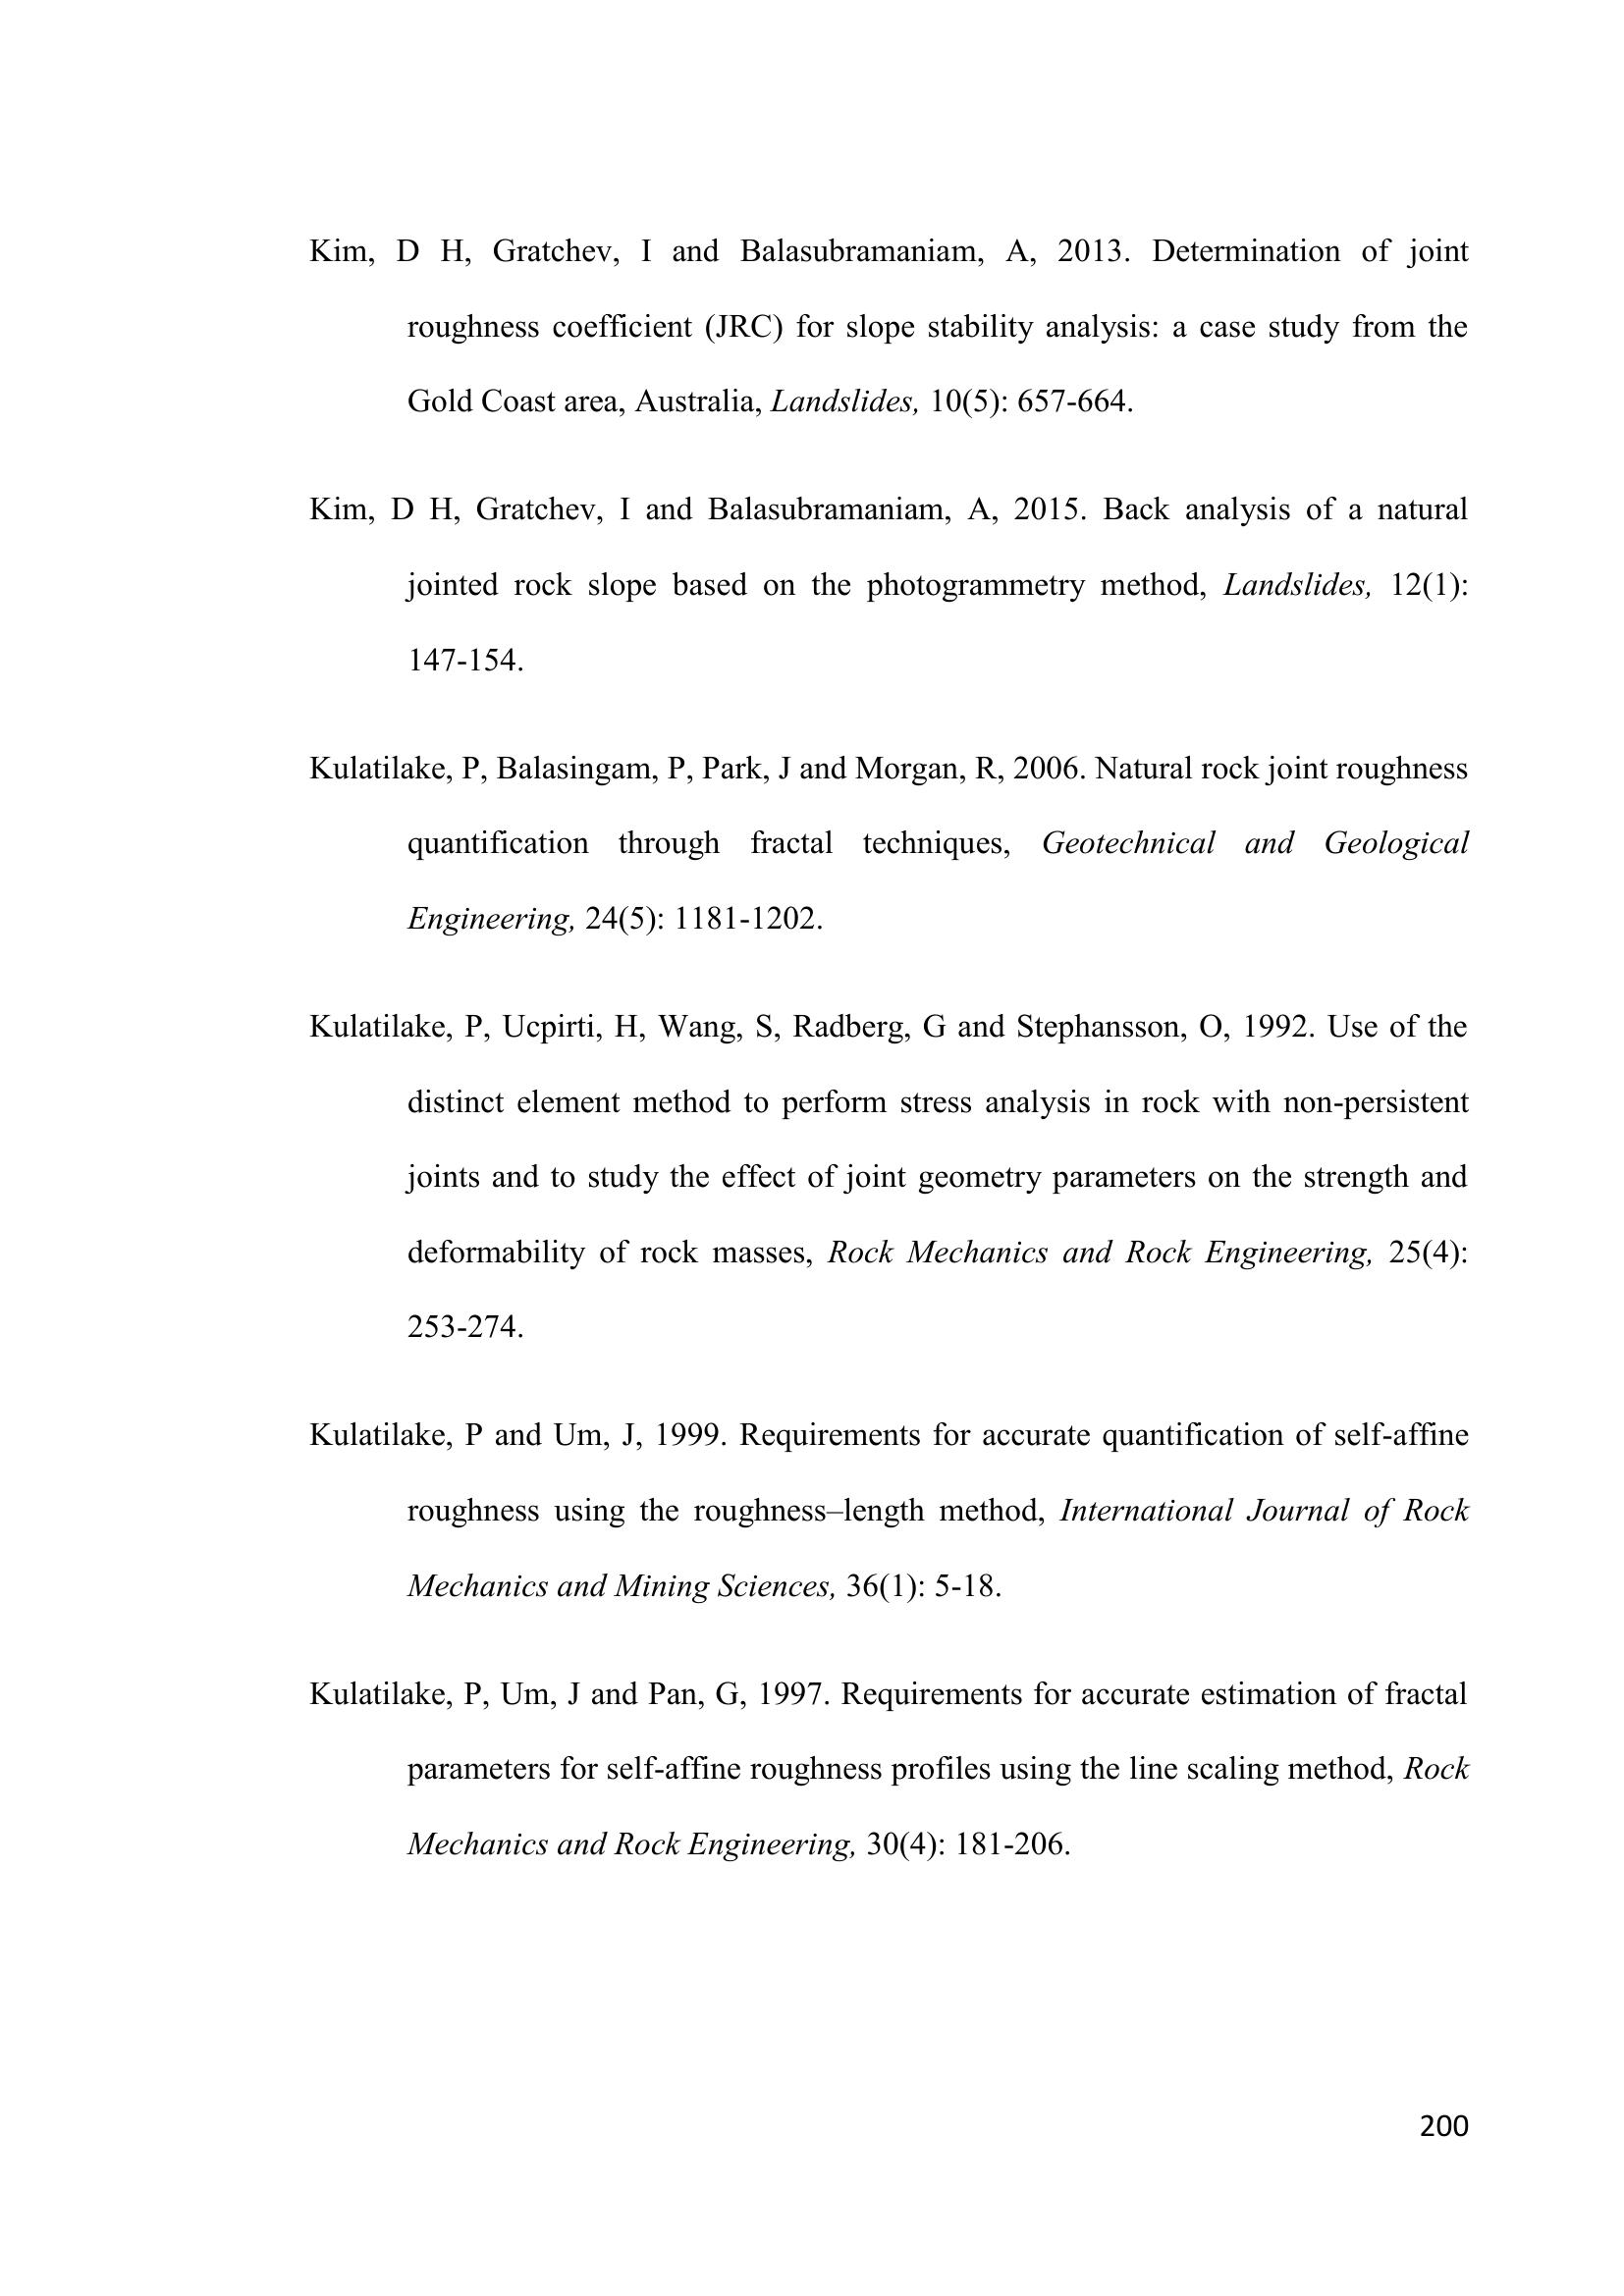 Kim, D H, Gratchev, I and Balasubramaniam, A, 2013. Determination of joint
roughness coefficient (JRC) for slope stability analysis: a case study from the
Gold Coast area, Australia, Landslides, 10(5): 657-664.
Kim, D H, Gratchev, I and Balasubramaniam, A, 2015. Back analysis of a natural
jointed rock slope based on the photogrammetry method, Landslides, 12(1):
147-154.
Kulatilake, P, Balasingam, P, Park, J and Morgan, R, 2006. Natural rock joint roughness
quantification through fractal techniques, Geotechnical and Geological
Engineering, 24(5): 1181-1202.
Kulatilake, P, Ucpirti, H, Wang, S, Radberg, G and Stephansson, O, 1992. Use of the
distinct element method to perform stress analysis in rock with non-persistent
joints and to study the effect of joint geometry parameters on the strength and
deformability of rock masses, Rock Mechanics and Rock Engineering, 25(4):
253-274.
Kulatilake, P and Um, J, 1999. Requirements for accurate quantification of self-affine
roughness using the roughness–length method, International Journal of Rock
Mechanics and Mining Sciences, 36(1): 5-18.
Kulatilake, P, Um, J and Pan, G, 1997. Requirements for accurate estimation of fractal
parameters for self-affine roughness profiles using the line scaling method, Rock
Mechanics and Rock Engineering, 30(4): 181-206.
200